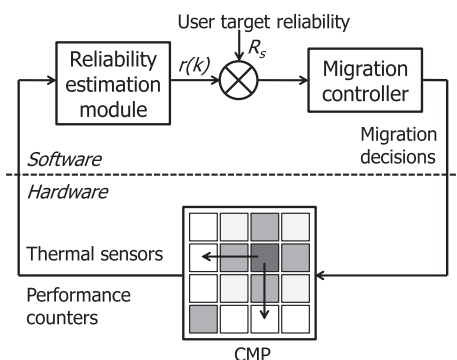 User target reliability
Reliability
estimation
module
r(k)
R_s
Migration
controller
Migration
decisions
Software
Hardware
Thermal sensors
Performance
counters
CMP